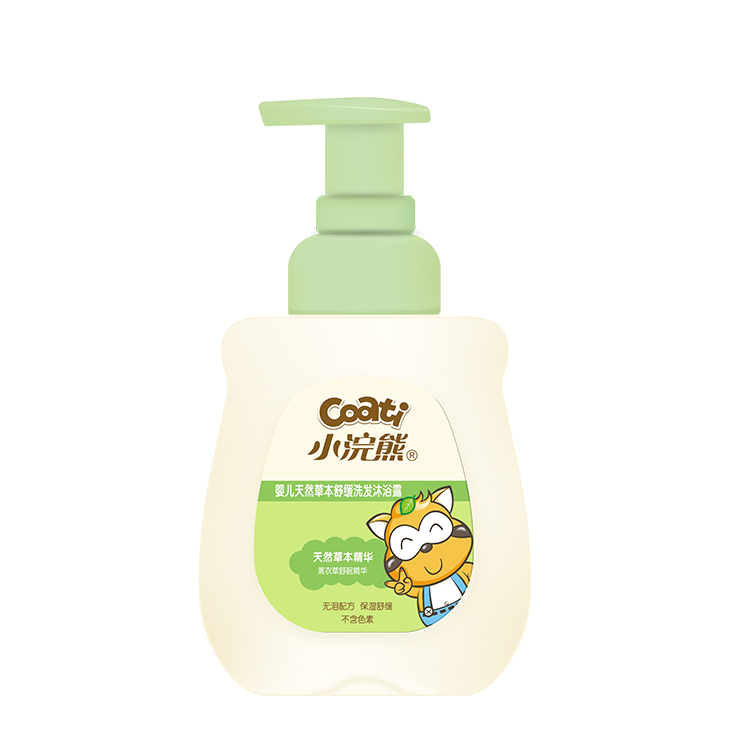 Coati
小浣熊®
婴儿天然草本舒缓洗发沐浴露
天然草本精华
薰衣草舒眠精华
无泪配方 保湿舒缓
不含色素